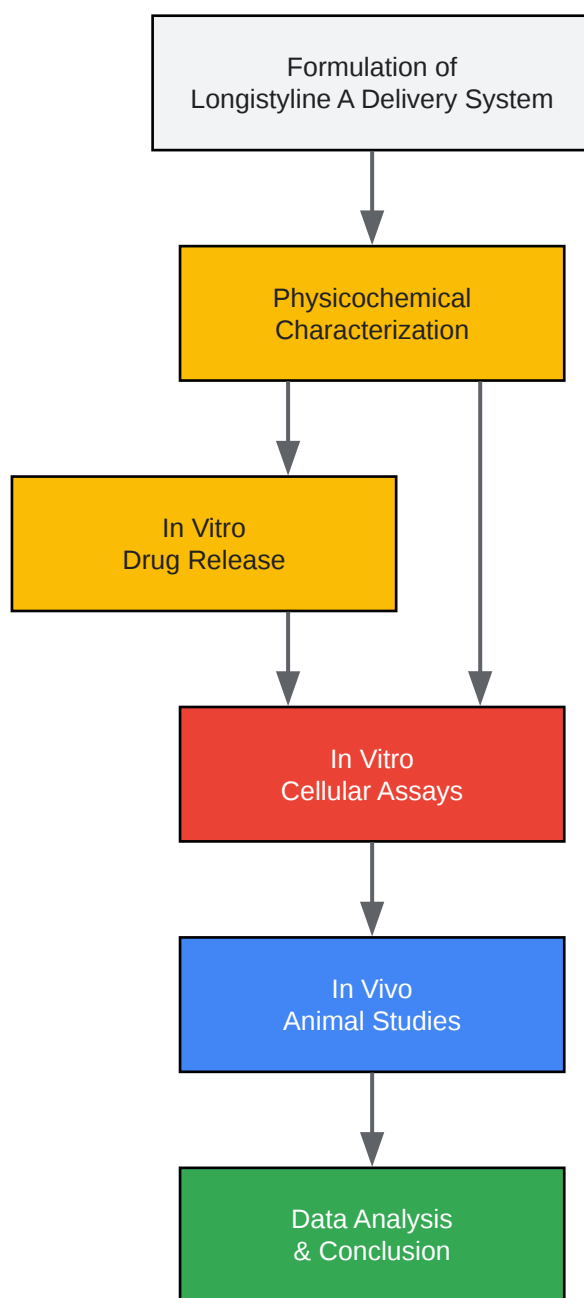 Formulation of
Longistyline A Delivery System
Physicochemical
Characterization
In Vitro
Drug Release
In Vitro
Cellular Assays
In Vivo
Animal Studies
Data Analysis
& Conclusion